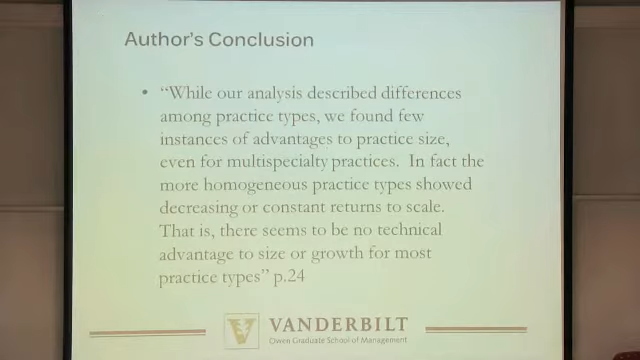 Author's Conclusion
• "While our analysis described differences
among practice types, we found few
instances of advantages to practice size,
even for multispecialty practices. In fact the
more homogeneous practice types showed
decreasing or constant returns to scale.
That is, there seems to be no technical
advantage to size or growth for most
practice types" p.24
V
VANDERBILT
Owen Graduate School of Management